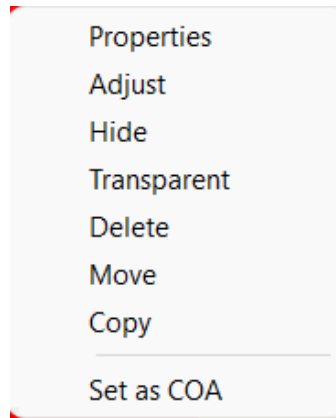 Properties
Adjust
Hide
Transparent
Delete
Move
Copy
Set as COA